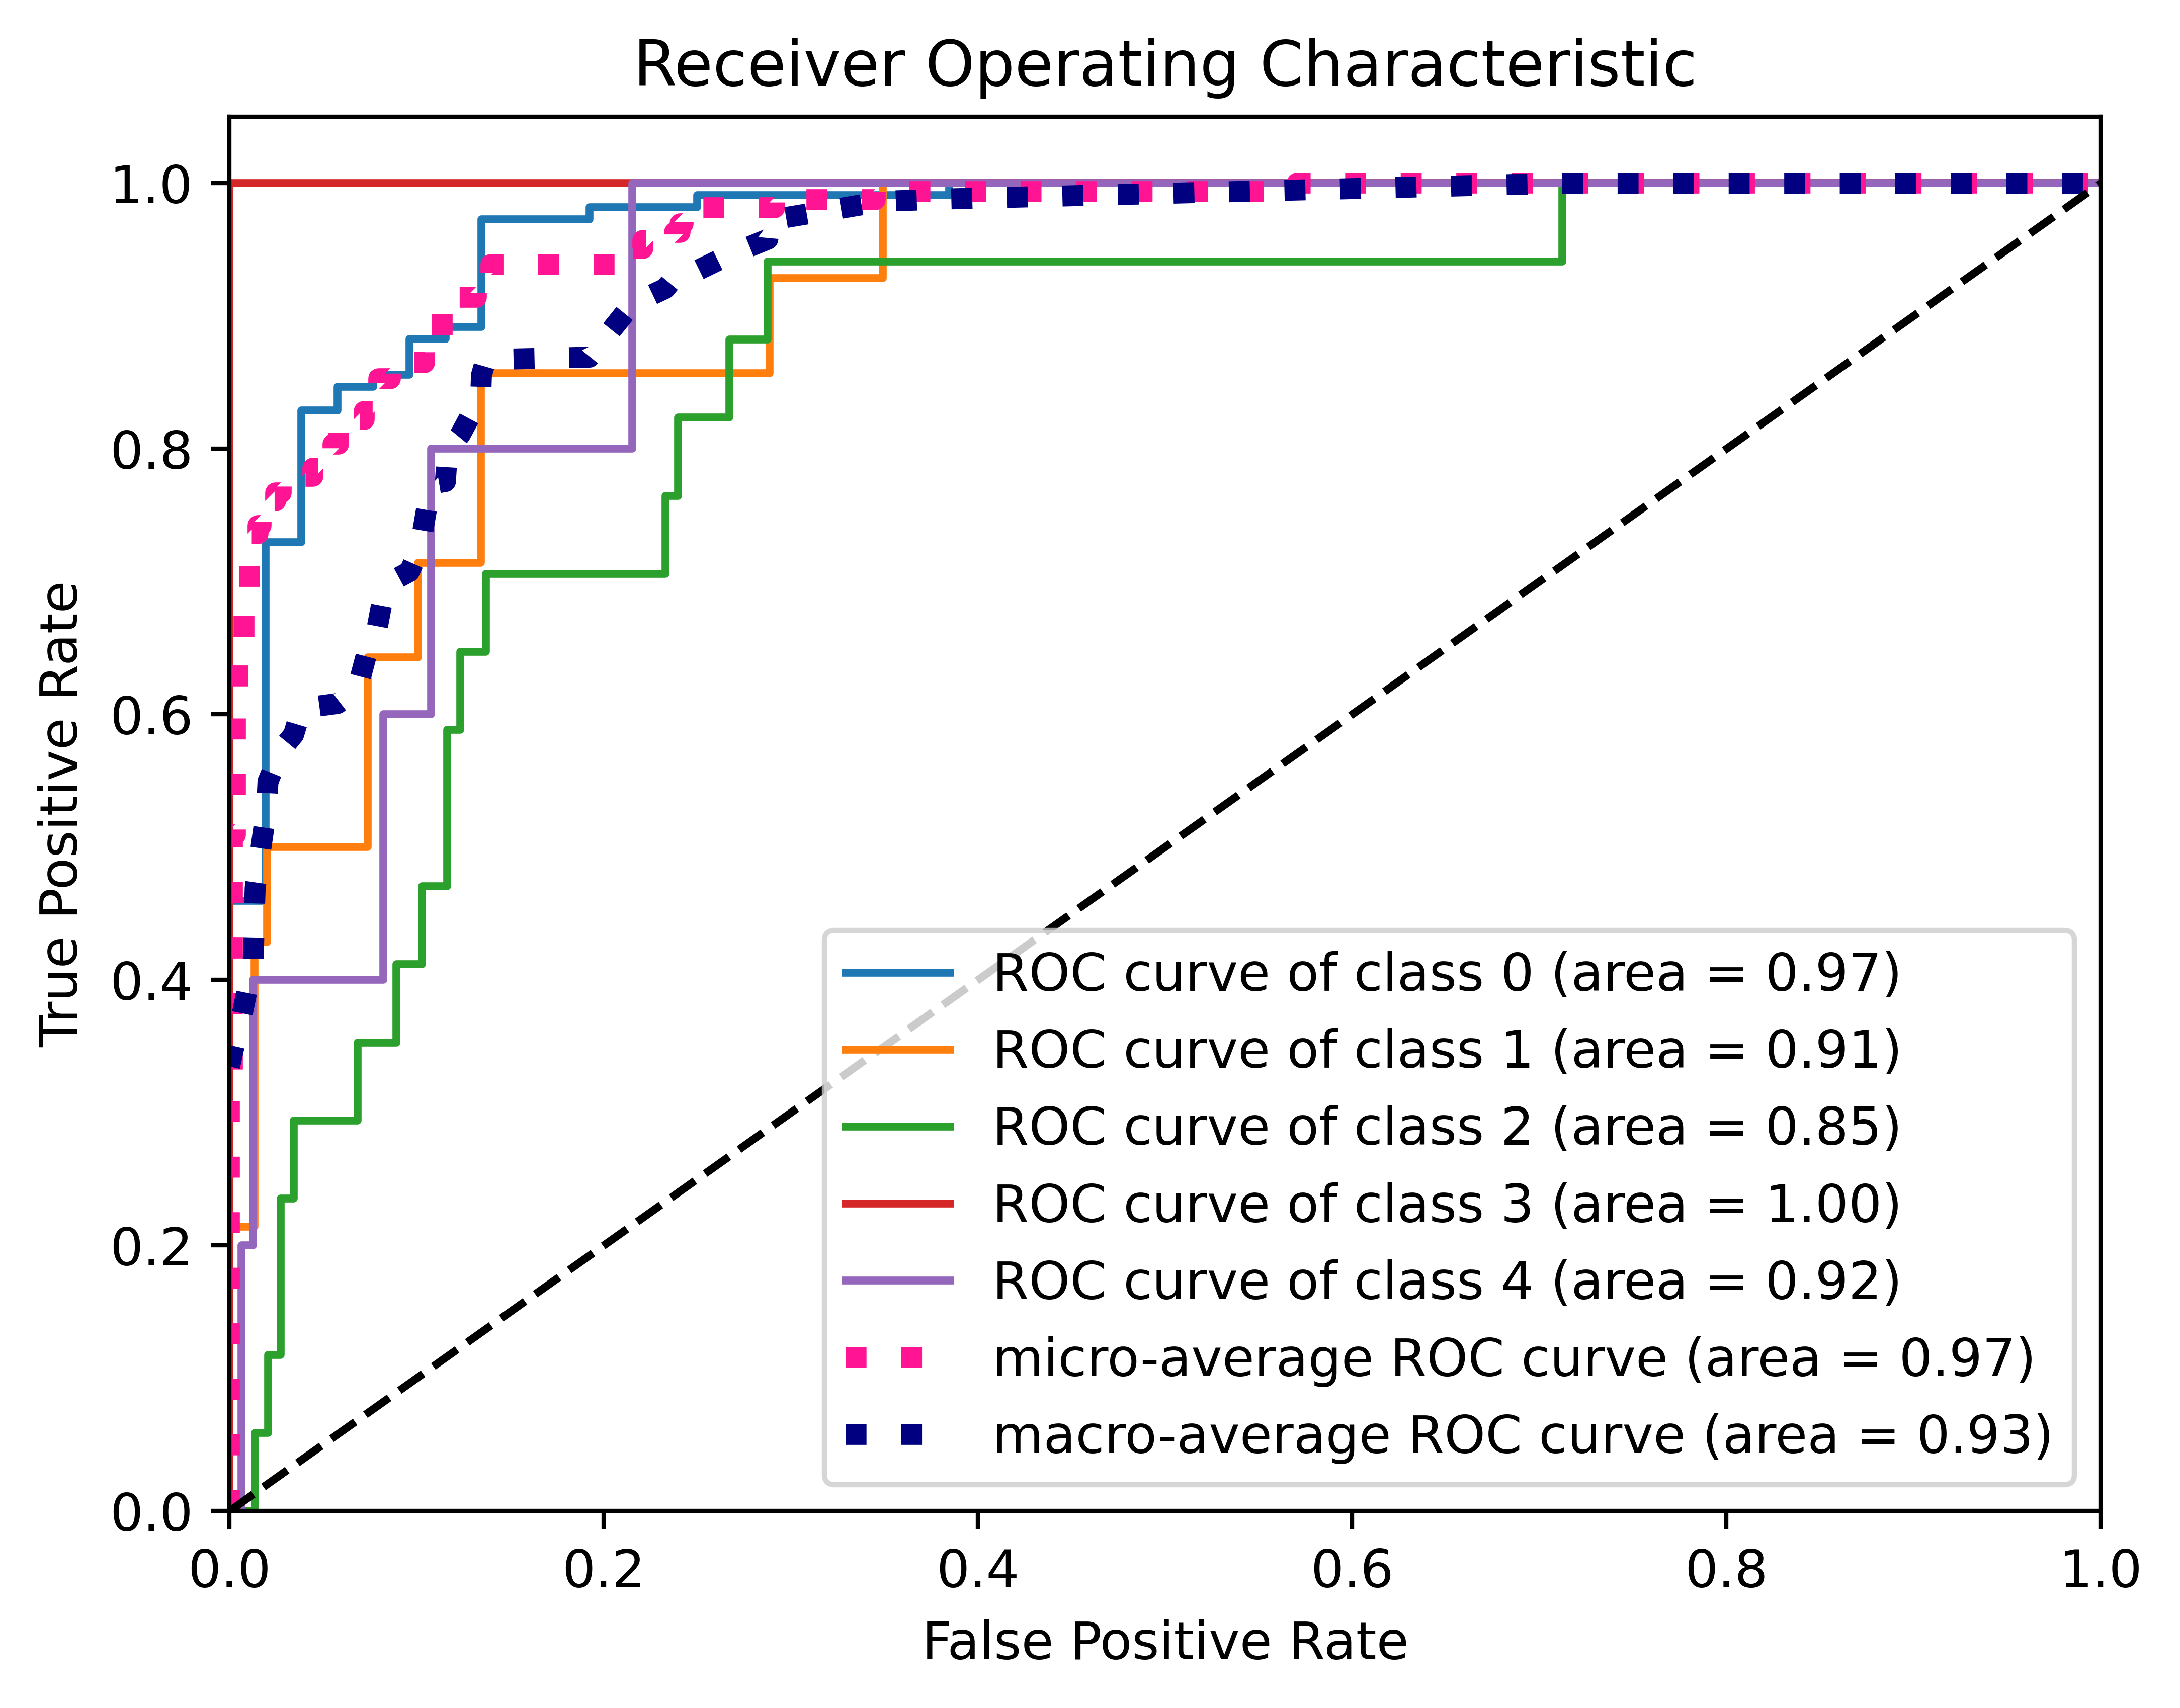 Receiver Operating Characteristic
1.0
0.8
0.6
0.4
0.2
0.0
True Positive Rate
ROC curve of class 0 (area = 0.97)
ROC curve of class 1 (area = 0.91)
ROC curve of class 2 (area = 0.85)
ROC curve of class 3 (area = 1.00)
ROC curve of class 4 (area = 0.92)
micro-average ROC curve (area = 0.97)
macro-average ROC curve (area = 0.93)
0.0 0.2 0.4 0.6 0.8 1.0
False Positive Rate